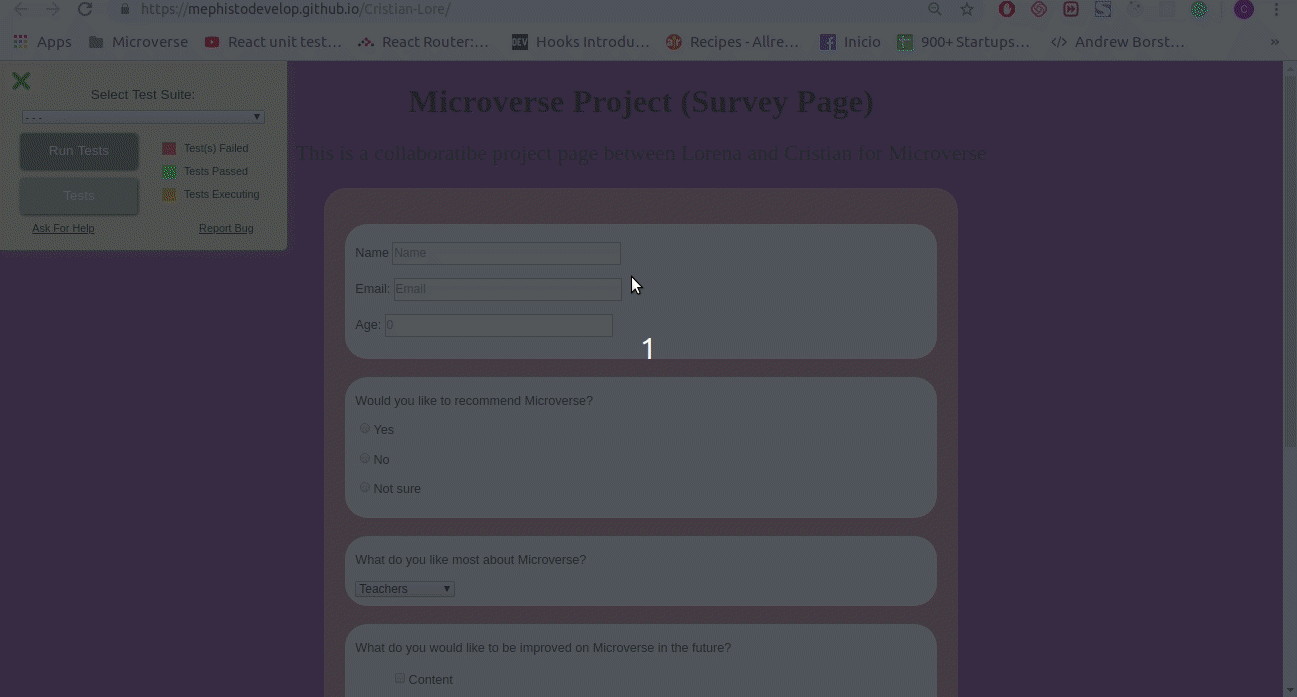 https://mephistodevelop.github.io/Cristian-Lore/
C
Apps Microverse React unit test… React Router:… DEV Hooks Introdu… ar Recipes - Allre… Inicio 900+ Startups… </> Andrew Borst… »
Select Test Suite:
- - -
Run Tests
Tests
Test(s) Failed
Tests Passed
Tests Executing
Ask For Help Report Bug
Microverse Project (Survey Page)
This is a collaboratibe project page between Lorena and Cristian for Microverse
Name Name
Email: Email
Age: 0
1
Would you like to recommend Microverse?
Yes
No
Not sure
What do you like most about Microverse?
Teachers
What do you would like to be improved on Microverse in the future?
Content